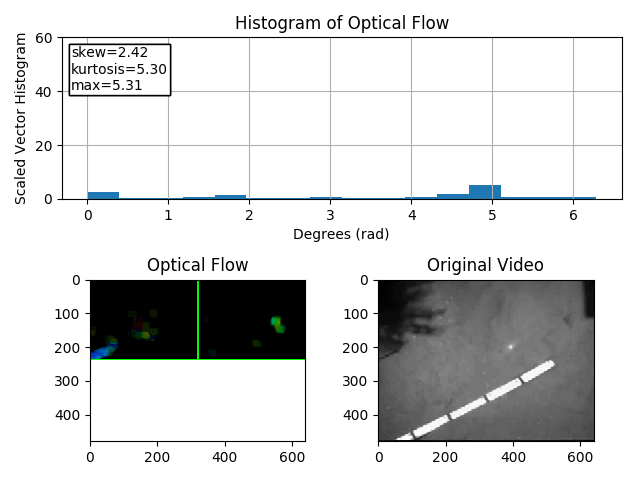 Histogram of Optical Flow
Scaled Vector Histogram
60
40
20
0
skew=2.42
kurtosis=5.30
max=5.31
0 1 2 3 4 5 6
Degrees (rad)
Optical Flow
0
100
200
300
400
0 200 400 600
Original Video
0
100
200
300
400
0 200 400 600